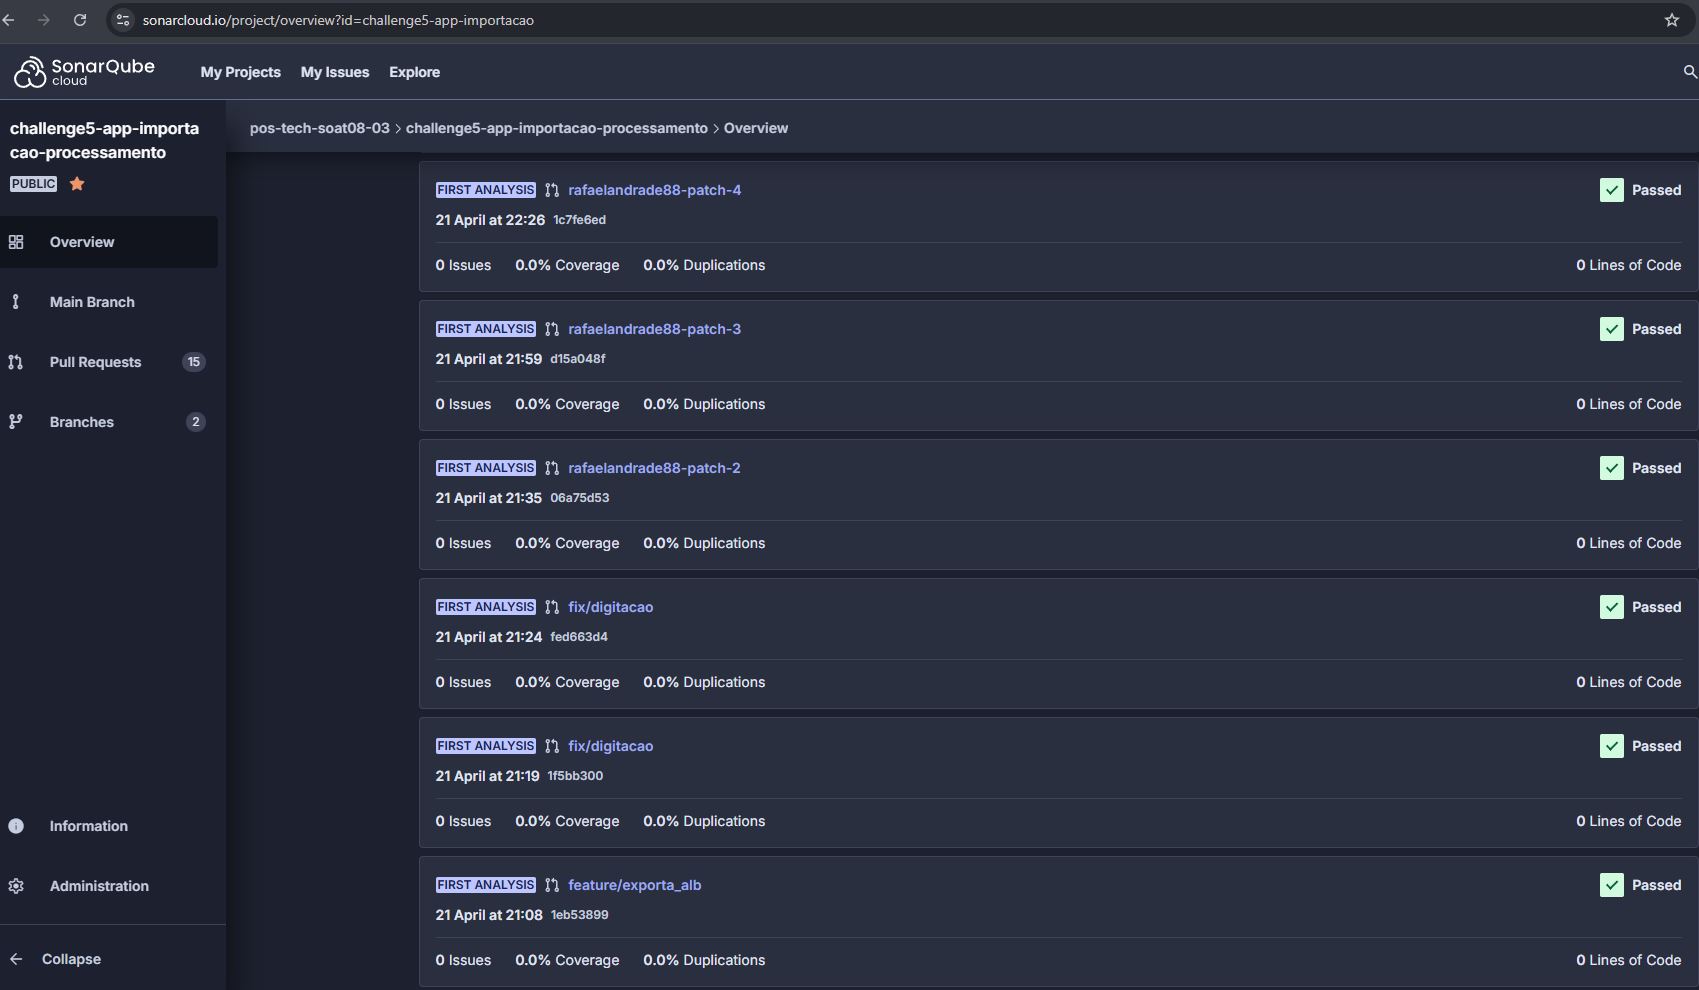 sonarcloud.io/project/overview?id=challenge5-app-importacao
SonarQube cloud
My Projects My Issues Explore
challenge5-app-importa
cao-processamento
PUBLIC
Overview
Main Branch
Pull Requests 15
Branches 2
Information
Administration
Collapse
pos-tech-soat08-03 > challenge5-app-importacao-processamento > Overview
FIRST ANALYSIS rafaelandrade88-patch-4 Passed
21 April at 22:26 1c7fe6ed
0 Issues 0.0% Coverage 0.0% Duplications 0 Lines of Code
FIRST ANALYSIS rafaelandrade88-patch-3 Passed
21 April at 21:59 d15a048f
0 Issues 0.0% Coverage 0.0% Duplications 0 Lines of Code
FIRST ANALYSIS rafaelandrade88-patch-2 Passed
21 April at 21:35 06a75d53
0 Issues 0.0% Coverage 0.0% Duplications 0 Lines of Code
FIRST ANALYSIS fix/digitacao Passed
21 April at 21:24 fed663d4
0 Issues 0.0% Coverage 0.0% Duplications 0 Lines of Code
FIRST ANALYSIS fix/digitacao Passed
21 April at 21:19 1f5bb300
0 Issues 0.0% Coverage 0.0% Duplications 0 Lines of Code
FIRST ANALYSIS feature/exporta_alb Passed
21 April at 21:08 1eb53899
0 Issues 0.0% Coverage 0.0% Duplications 0 Lines of Code